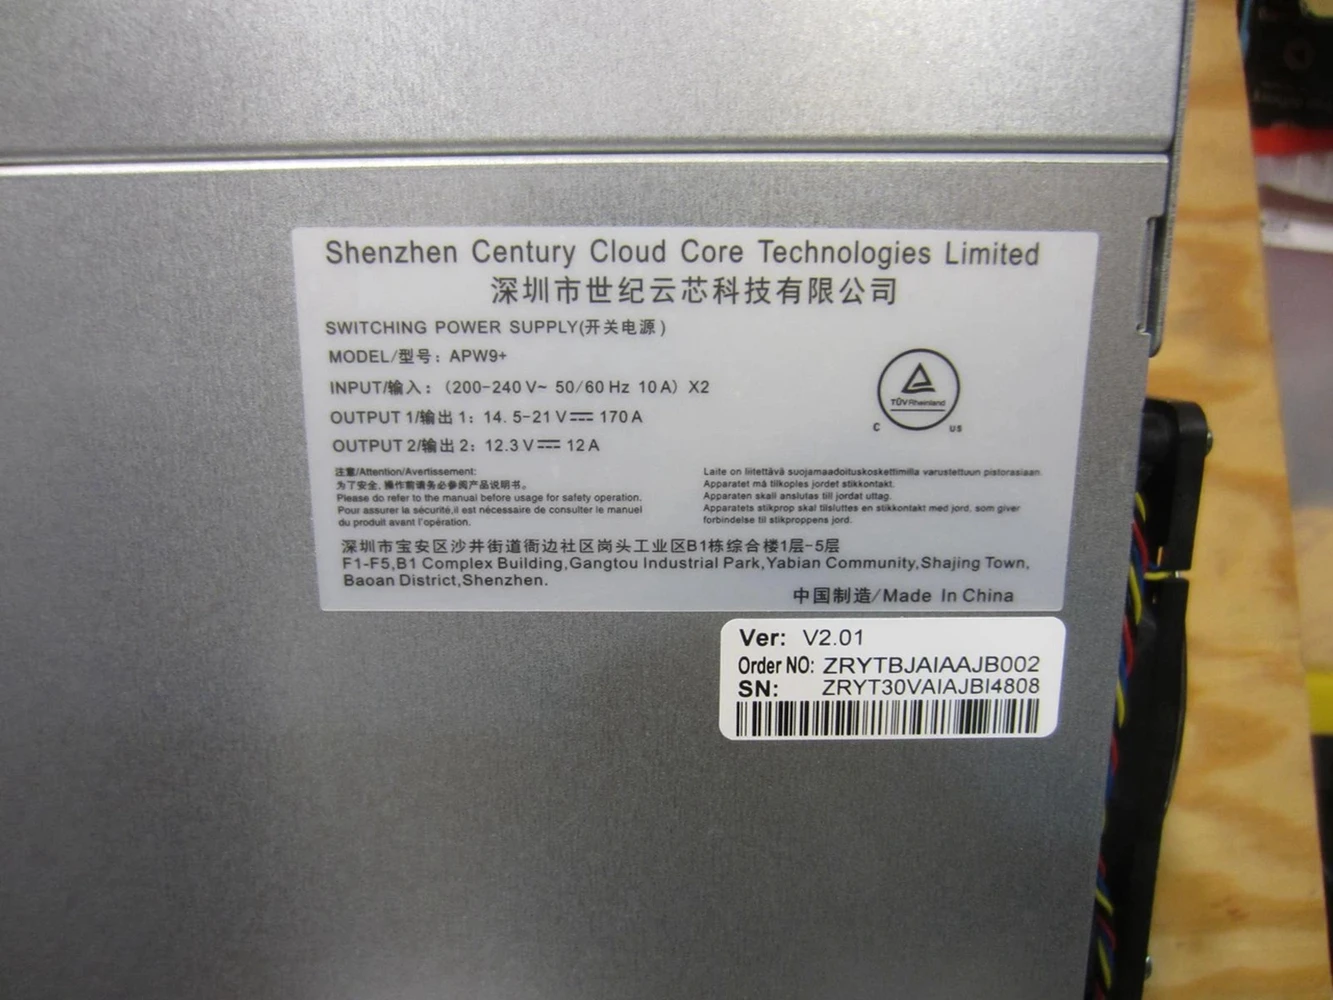 Shenzhen Century Cloud Core Technologies Limited
深圳市世纪云芯科技有限公司
SWITCHING POWER SUPPLY(开关电源)
MODEL/型号: APW9+
INPUT/输入: (200-240 V~ 50/60 Hz 10 A) X2
OUTPUT 1/输出 1: 14. 5-21 V⎓ 170 A
OUTPUT 2/输出 2: 12.3 V⎓ 12 A
TÜVRheinland
C US
注意/Attention/Avertissement:
为了安全, 操作前请务必参阅产品说明书。
Please do refer to the manual before usage for safety operation.
Pour assurer la sécurité,il est nécessaire de consulter le manuel
du produit avant l'opération.
Laite on liitettävä suojamaadoituskoskettimilla varustettuun pistorasiaan
Apparatet må tilkoples jordet stikkontakt.
Apparaten skall anslutas till jordat uttag.
Apparatets stikprop skal tilsluttes en stikkontakt med jord, som giver
forbindelse til stikproppens jord.
深圳市宝安区沙井街道衙边社区岗头工业区B1栋综合楼1层-5层
F1-F5,B1 Complex Building,Gangtou Industrial Park,Yabian Community,Shajing Town,
Baoan District,Shenzhen.
中国制造/Made In China
Ver: V2.01
Order NO: ZRYTBJAIAAJB002
SN: ZRYT30VAIAJBI4808